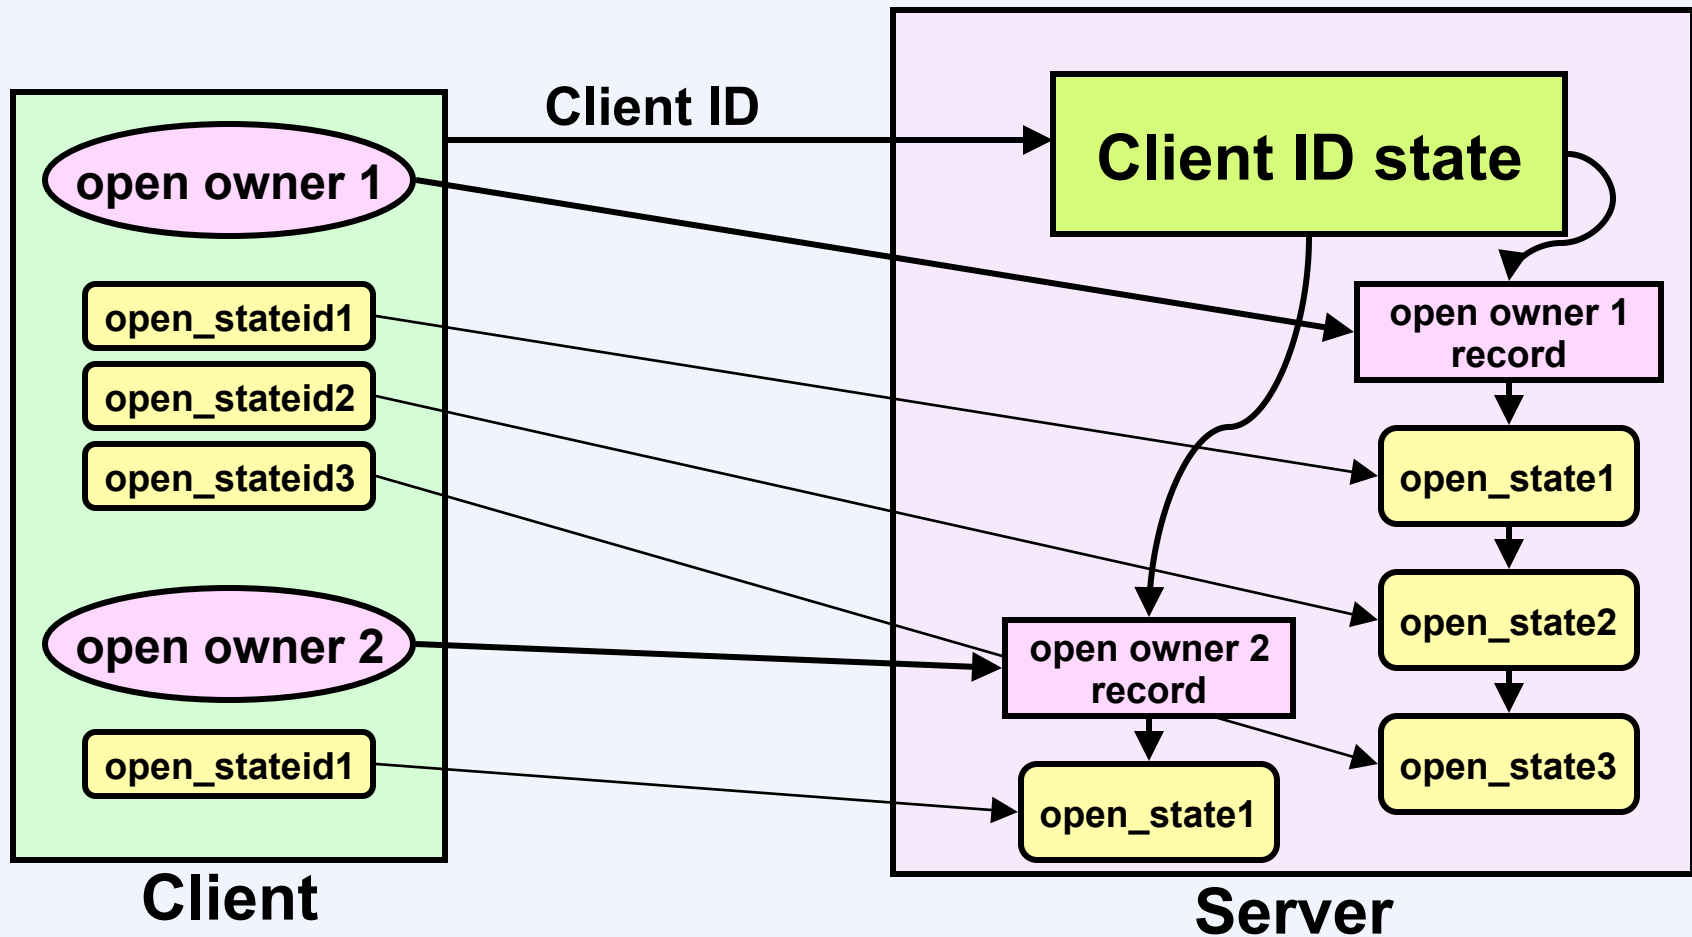 Client ID
Client ID state
open owner 1
open_stateid1
open_stateid2
open_stateid3
open owner 2
open_stateid1
Client
open owner 1
record
open_state1
open_state2
open_state3
open owner 2
record
open_state1
Server